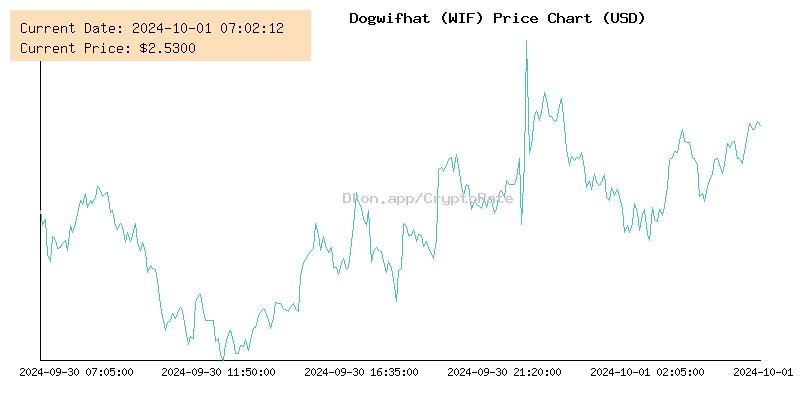 Dogwifhat (WIF) Price Chart (USD)
Current Date: 2024-10-01 07:02:12
Current Price: $2.5300
Dhon.app/CryptoRate
2024-09-30 07:05:00 2024-09-30 11:50:00 2024-09-30 16:35:00 2024-09-30 21:20:00 2024-10-01 02:05:00 2024-10-01